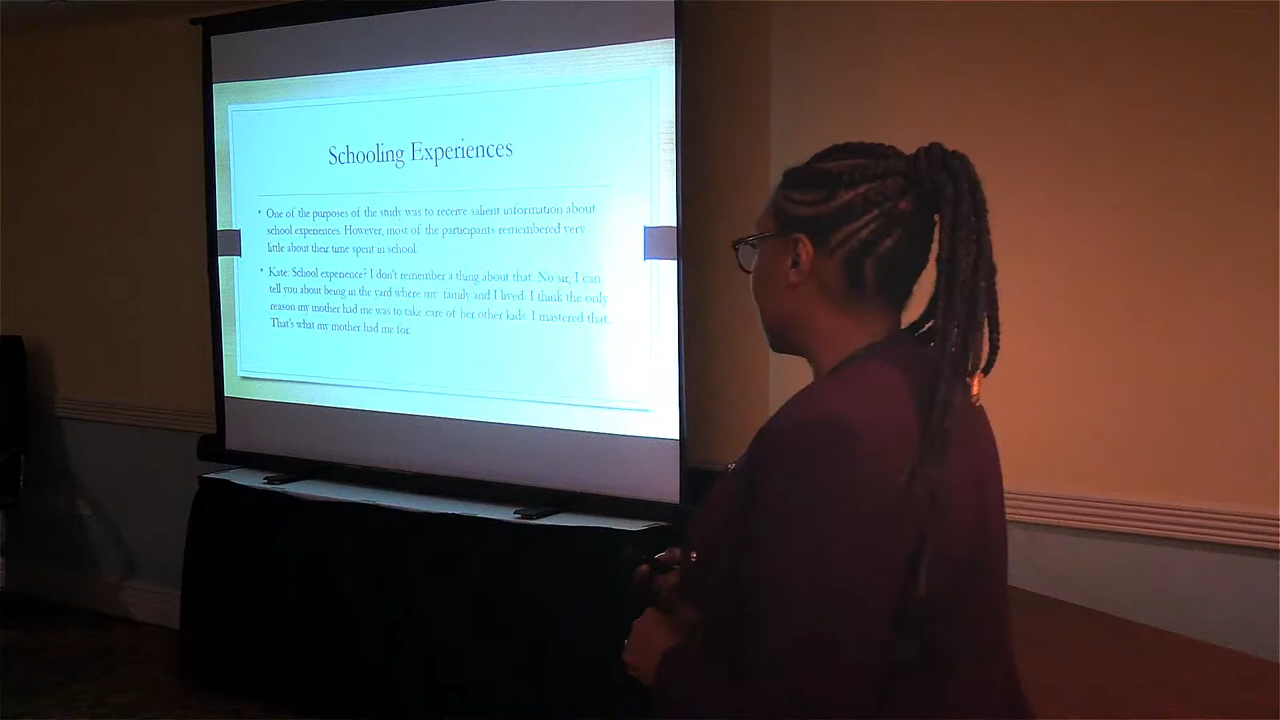 Schooling Experiences
• One of the purposes of the study was to receive salient information about
school experiences. However, most of the participants remembered very
little about their time spent in school.
• Kate: School experience? I don't remember a thing about that. No sir, I can
tell you about being in the yard where my family and I lived. I think the only
reason my mother had me was to take care of her other kids. I mastered that.
That's what my mother had me for.